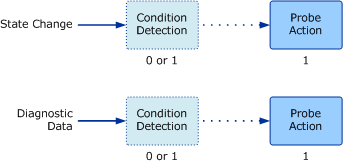 State Change
Condition
Detection
0 or 1
Probe
Action
1
Diagnostic
Data
Condition
Detection
0 or 1
Probe
Action
1